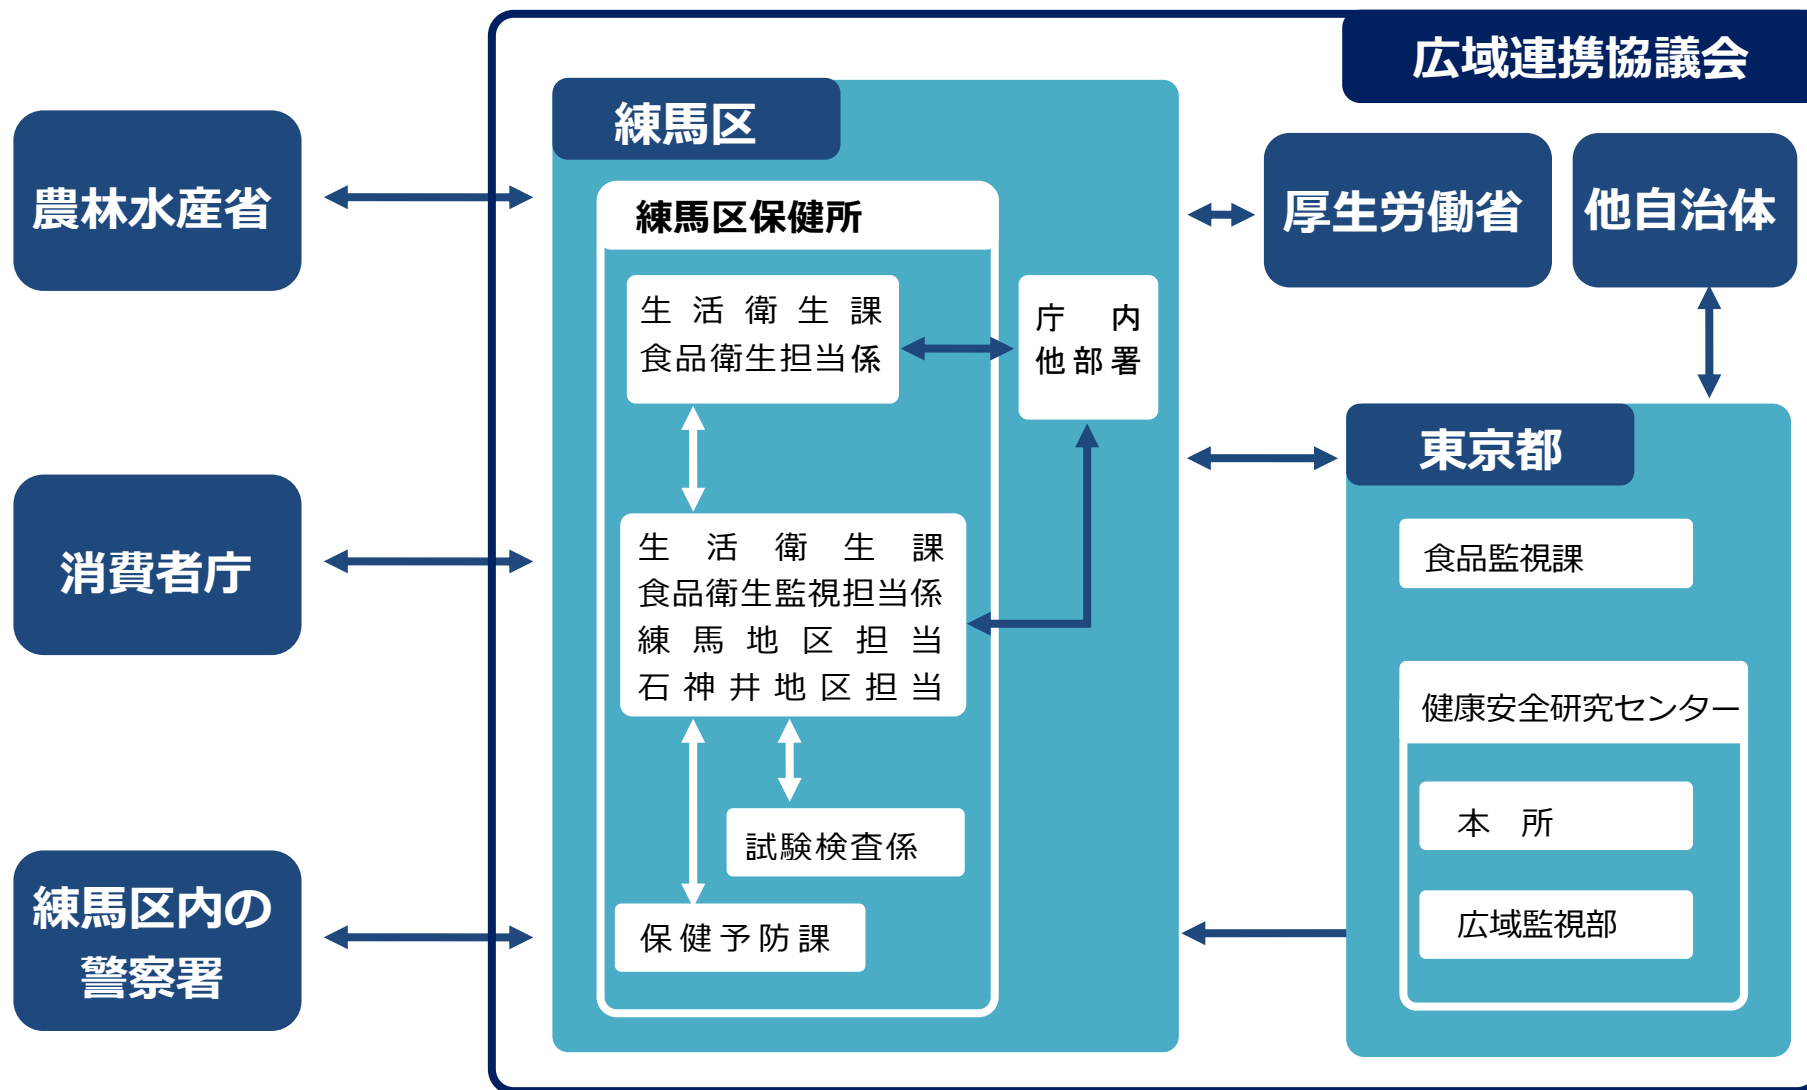 広域連携協議会
練馬区
農林水産省
練馬区保健所
厚生労働省
他自治体
生活衛生課
食品衛生担当係
庁内
他部署
東京都
消費者庁
生活衛生課
食品衛生監視担当係
練馬地区担当
石神井地区担当
食品監視課
健康安全研究センター
本所
試験検査係
広域監視部
保健予防課
練馬区内の
警察署